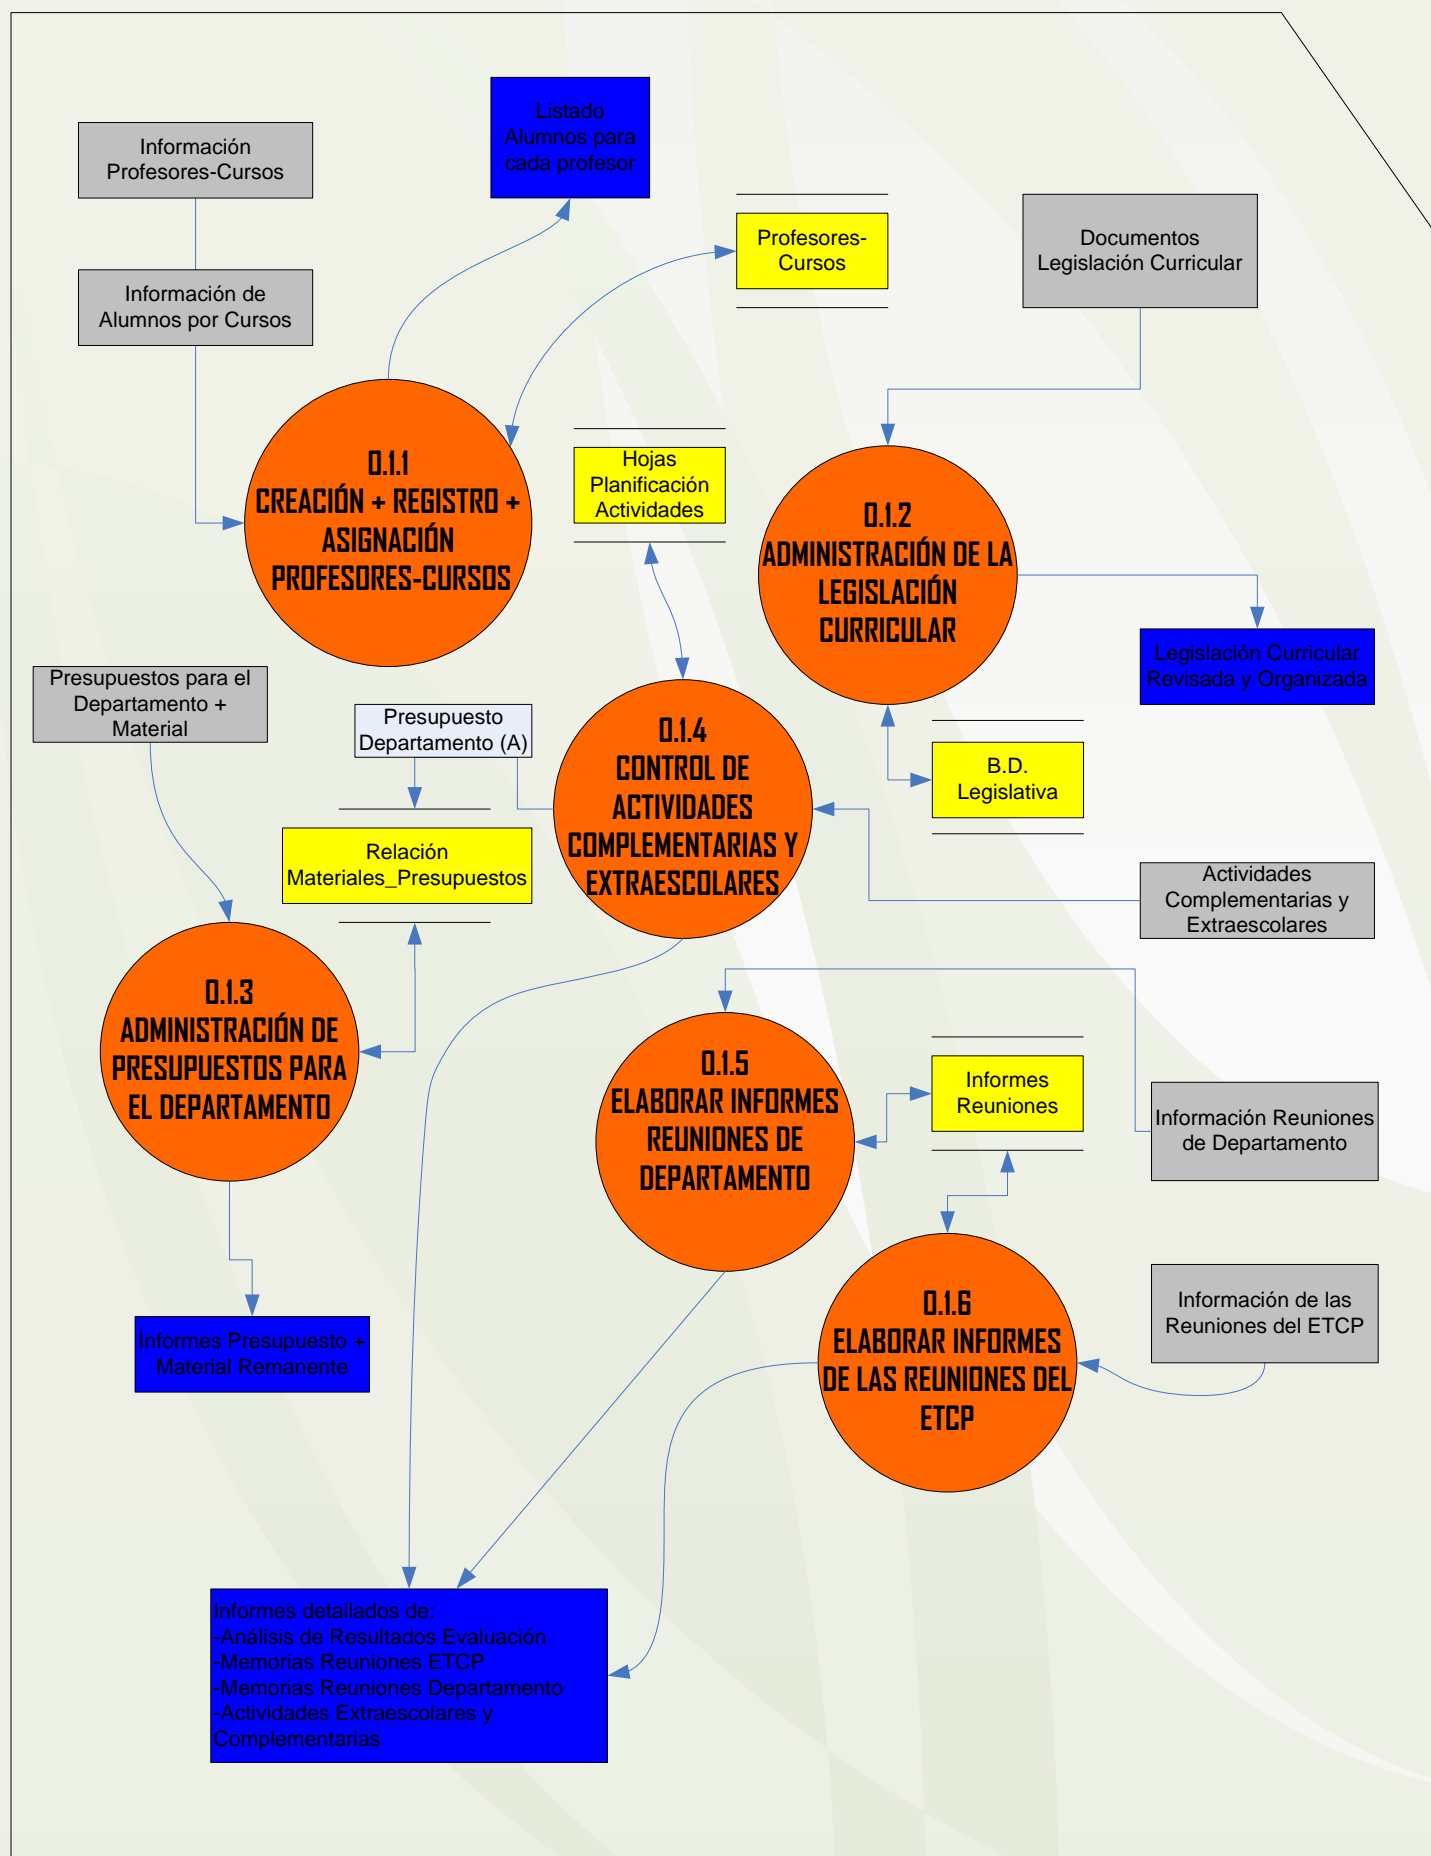 Listado
Alumnos para
cada profesor
Información
Profesores-Cursos
Profesores-
Cursos
Documentos
Legislación Curricular
Información de
Alumnos por Cursos
0.1.1
CREACIÓN + REGISTRO +
ASIGNACIÓN
PROFESORES-CURSOS
Hojas
Planificación
Actividades
0.1.2
ADMINISTRACIÓN DE LA
LEGISLACIÓN
CURRICULAR
Legislación Curricular
Revisada y Organizada
Presupuestos para el
Departamento +
Material
Presupuesto
Departamento (A)
0.1.4
CONTROL DE
ACTIVIDADES
COMPLEMENTARIAS Y
EXTRAESCOLARES
B.D.
Legislativa
Relación
Materiales_Presupuestos
Actividades
Complementarias y
Extraescolares
0.1.3
ADMINISTRACIÓN DE
PRESUPUESTOS PARA
EL DEPARTAMENTO
0.1.5
ELABORAR INFORMES
REUNIONES DE
DEPARTAMENTO
Informes
Reuniones
Información Reuniones
de Departamento
0.1.6
ELABORAR INFORMES
DE LAS REUNIONES DEL
ETCP
Información de las
Reuniones del ETCP
Informes Presupuesto +
Material Remanente
Informes detallados de:
-Análisis de Resultados Evaluación
-Memorias Reuniones ETCP
-Memorias Reuniones Departamento
-Actividades Extraescolares y
Complementarias